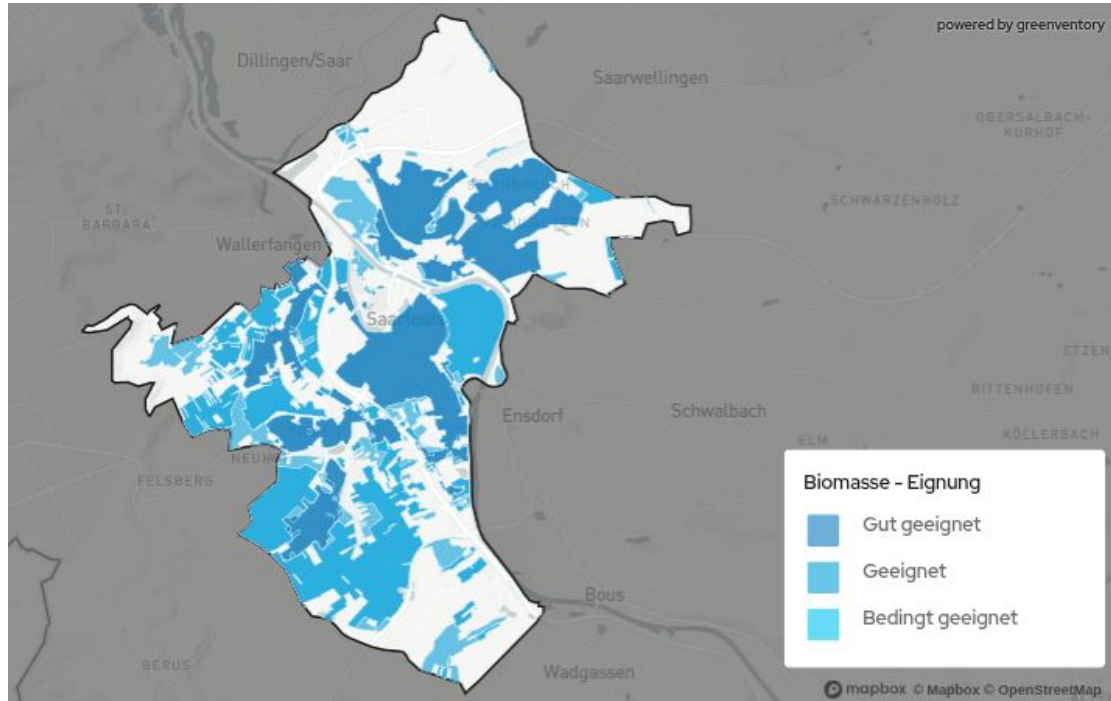 powered by greenventory
Dillingen/Saar
Saarwellingen
OBERSALBACH-
KURHOF
ST.
BARBARA
SCHWARZENHOLZ
Wallerfangen
Saarlouis
ETZEN
RITTENHOFEN
Ensdorf
Schwalbach
KÖLLERBACH
ELM
NEUF
FELSBERG
Biomasse - Eignung
Gut geeignet
Geeignet
Bedingt geeignet
Bous
BERUS
Wadgassen
mapbox © Mapbox © OpenStreetMap